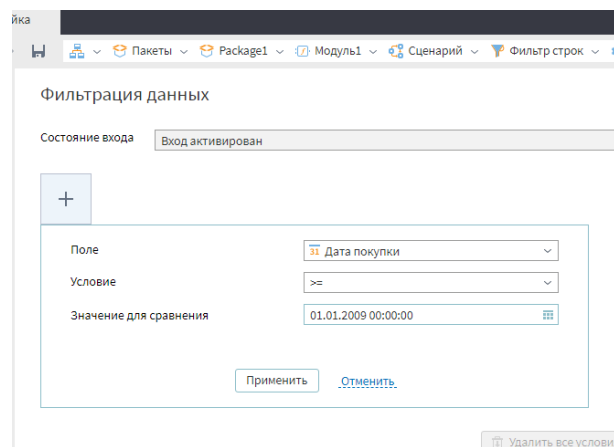 йка
Пакеты Package1 Модуль1 Сценарий Фильтр строк
Фильтрация данных
Состояние входа Вход активирован
+
Поле 31 Дата покупки
Условие >=
Значение для сравнения 01.01.2009 00:00:00
Применить Отменить
Удалить все услови